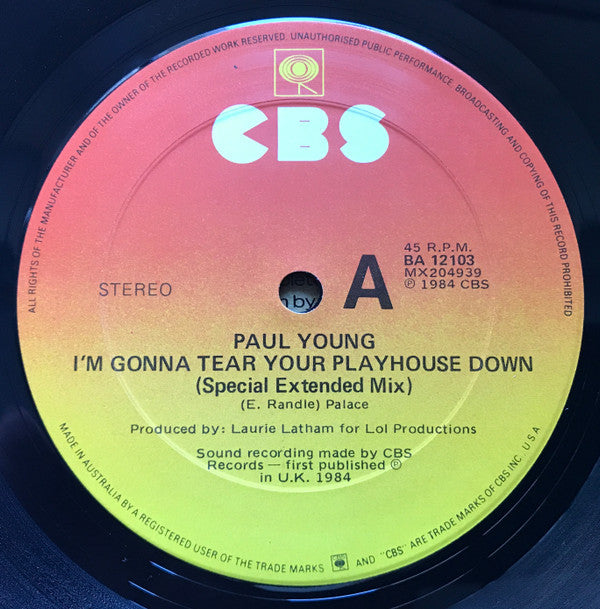 ALL RIGHTS OF THE MANUFACTURER AND OF THE OWNER OF THE RECORDED WORK RESERVED. UNAUTHORISED PUBLIC PERFORMANCE, BROADCASTING AND COPYING OF THIS RECORD PROHIBITED
CBS
STEREO
A
45 R.P.M.
BA 12103
MX204939
℗ 1984 CBS
PAUL YOUNG
I'M GONNA TEAR YOUR PLAYHOUSE DOWN
(Special Extended Mix)
(E. Randle) Palace
Produced by: Laurie Latham for Lol Productions
Sound recording made by CBS
Records — first published ℗
in U.K. 1984
MADE IN AUSTRALIA BY A REGISTERED USER OF THE TRADE MARKS AND "CBS" ARE TRADE MARKS OF CBS INC. U.S.A